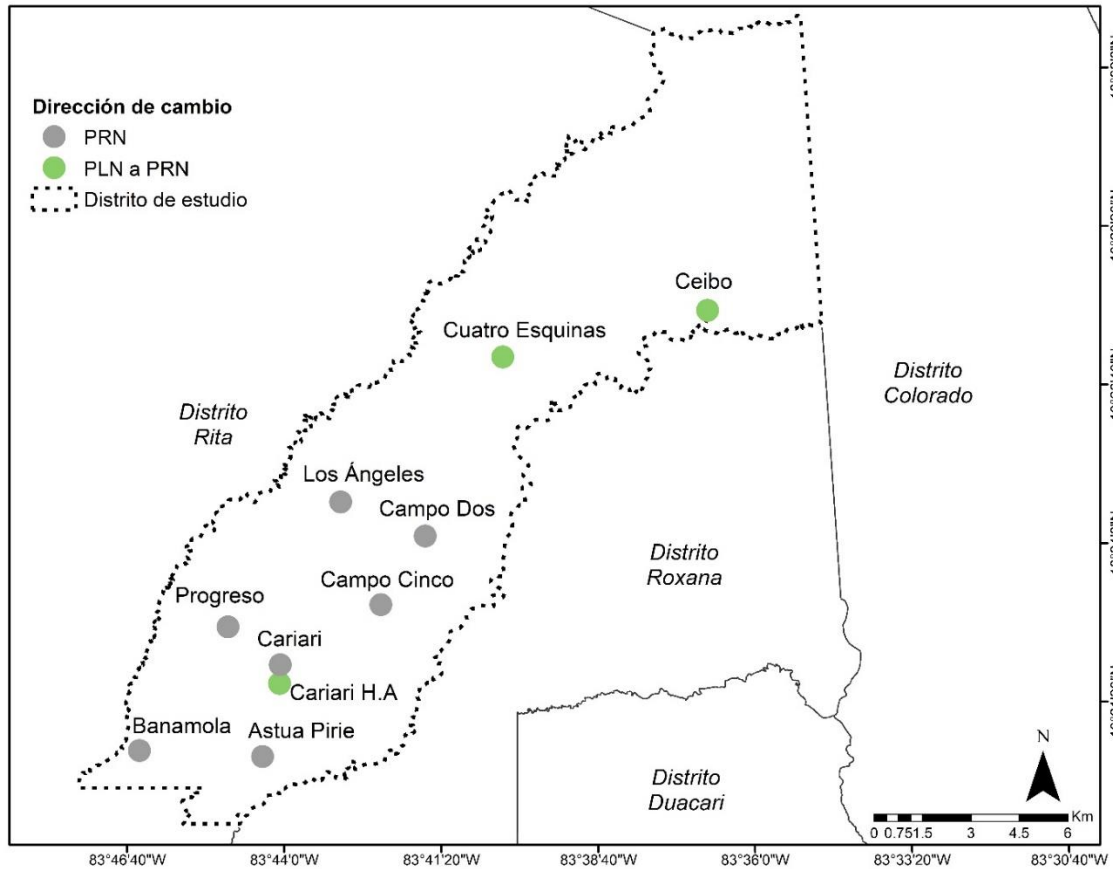 Dirección de cambio
PRN
PLN a PRN
Distrito de estudio
Ceibo
Cuatro Esquinas
Distrito
Colorado
Distrito
Rita
Los Ángeles
Campo Dos
Distrito
Roxana
Campo Cinco
Progreso
Cariari
Cariari H.A
Banamola
Astua Pirie
Distrito
Duacari
N
Km
0 0.75 1.5 3 4.5 6
83°46'40"W 83°44'0"W 83°41'20"W 83°38'40"W 83°36'0"W 83°33'20"W 83°30'40"W